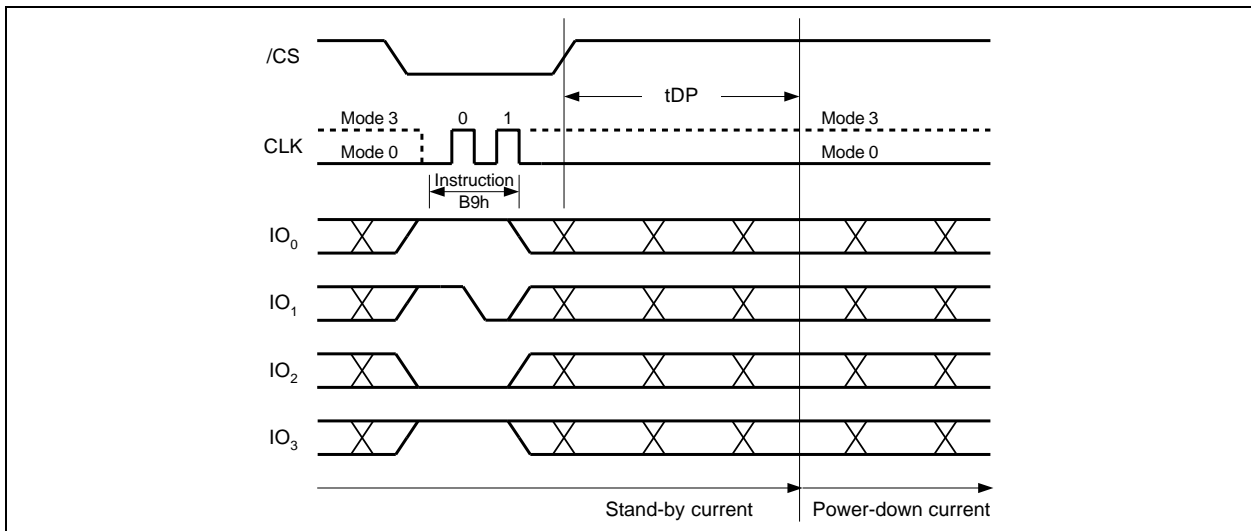 /CS
tDP
Mode 3 0 1 Mode 3
CLK
Mode 0 Mode 0
Instruction
B9h
IO0
IO1
IO2
IO3
Stand-by current Power-down current